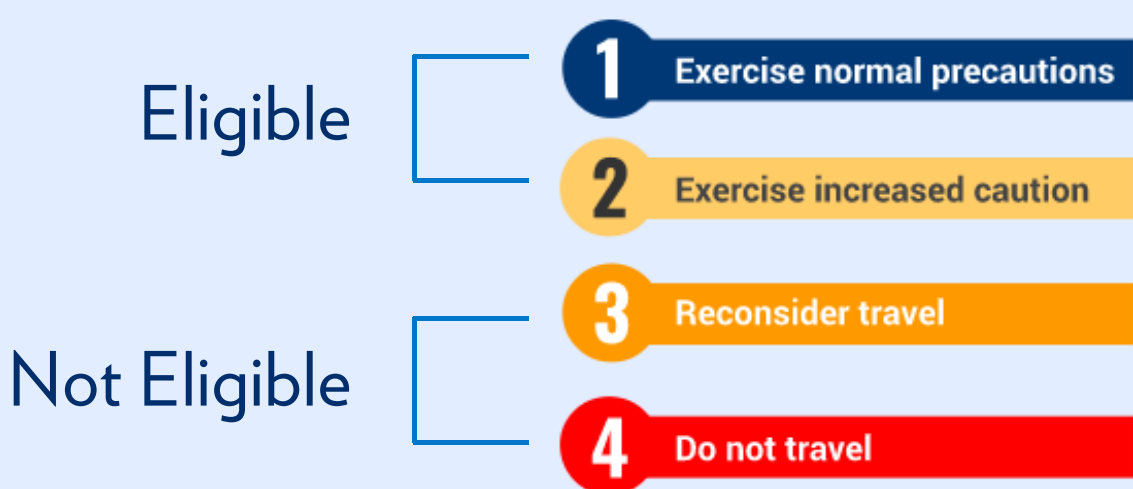 Eligible
1 Exercise normal precautions
2 Exercise increased caution
Not Eligible
3 Reconsider travel
4 Do not travel